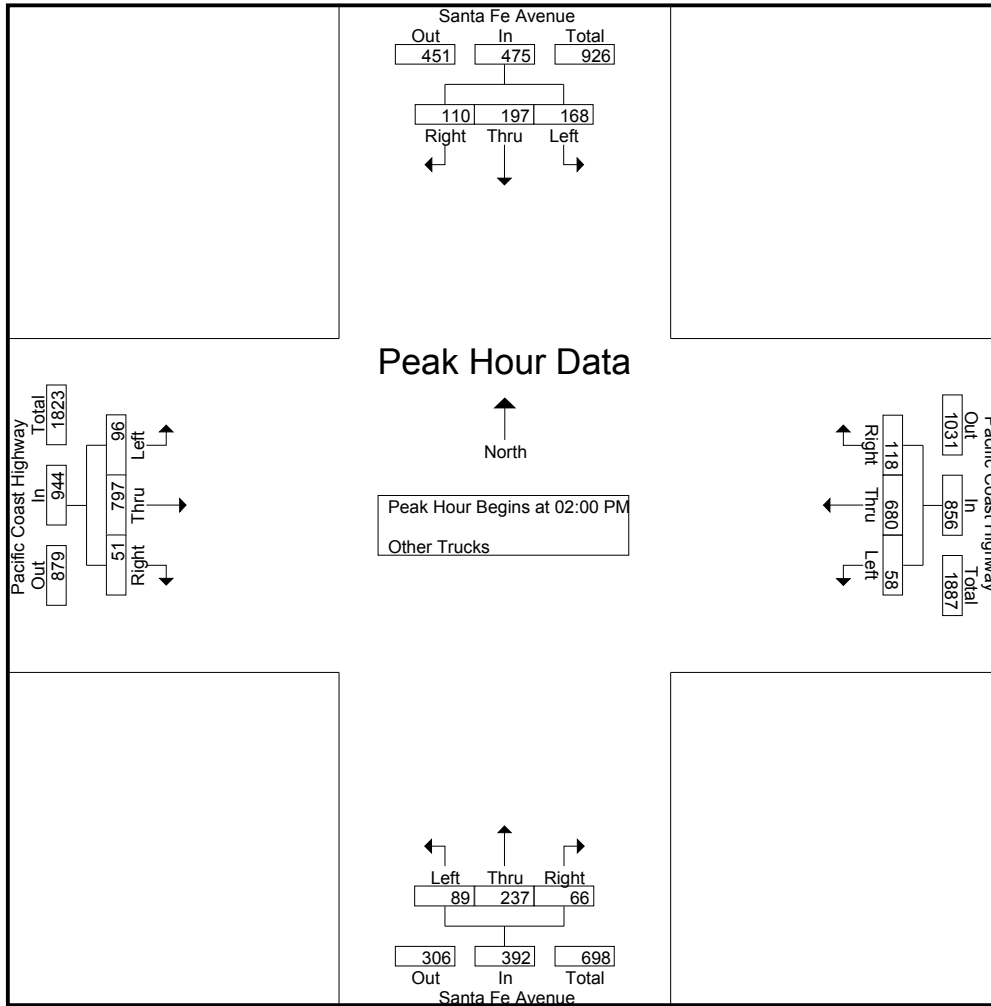 Santa Fe Avenue
Out In Total
451 475 926
110 197 168
Right Thru Left
Peak Hour Data
North
Peak Hour Begins at 02:00 PM
Other Trucks
Pacific Coast Highway
Total In Out
1823 944 879
96 797 51
Left Thru Right
Pacific Coast Highway
Out In Total
1031 856 1887
118 680 58
Right Thru Left
Left Thru Right
89 237 66
306 392 698
Out In Total
Santa Fe Avenue